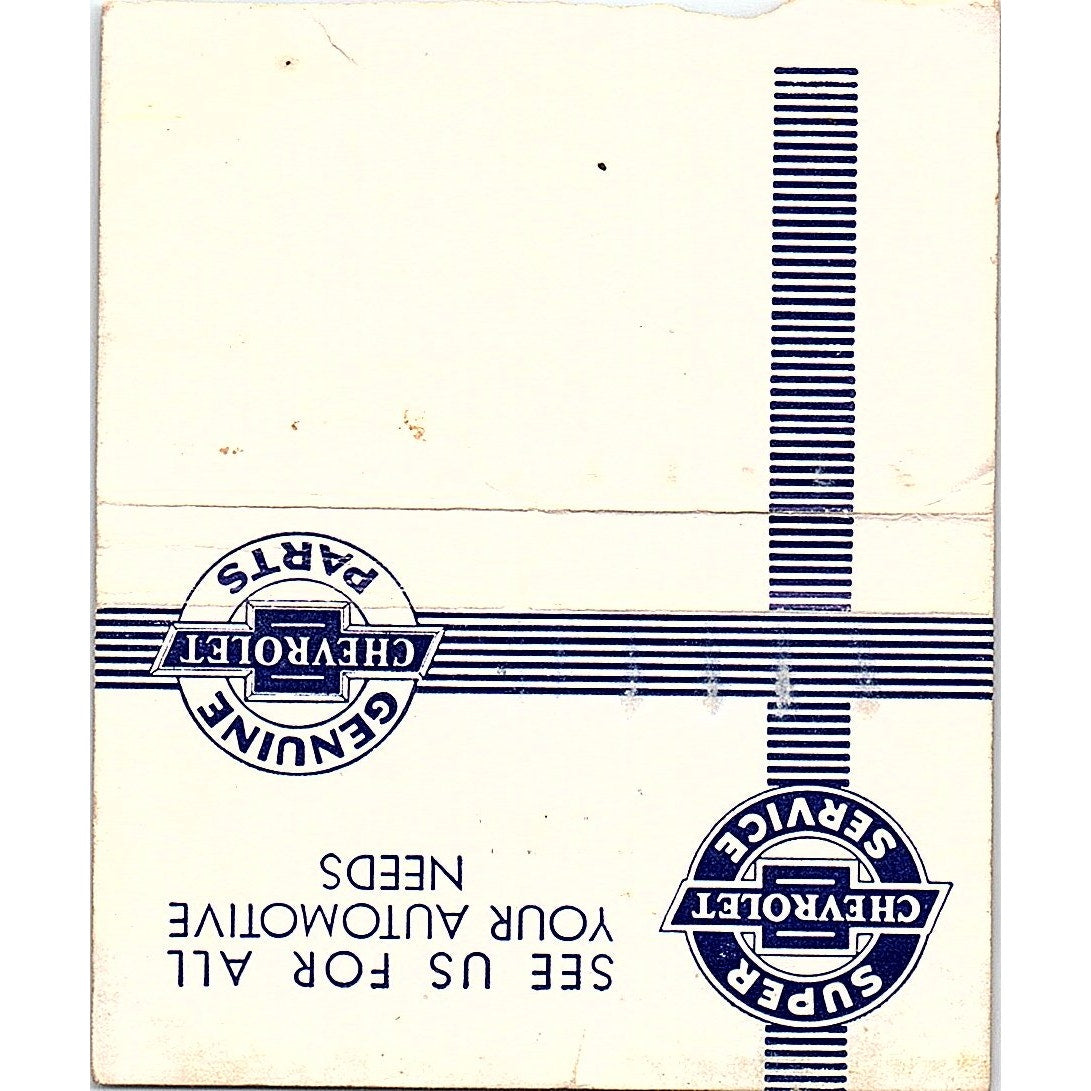 SUPER
CHEVROLET
SERVICE
SEE US FOR ALL
YOUR AUTOMOTIVE
NEEDS
GENUINE
CHEVROLET
PARTS